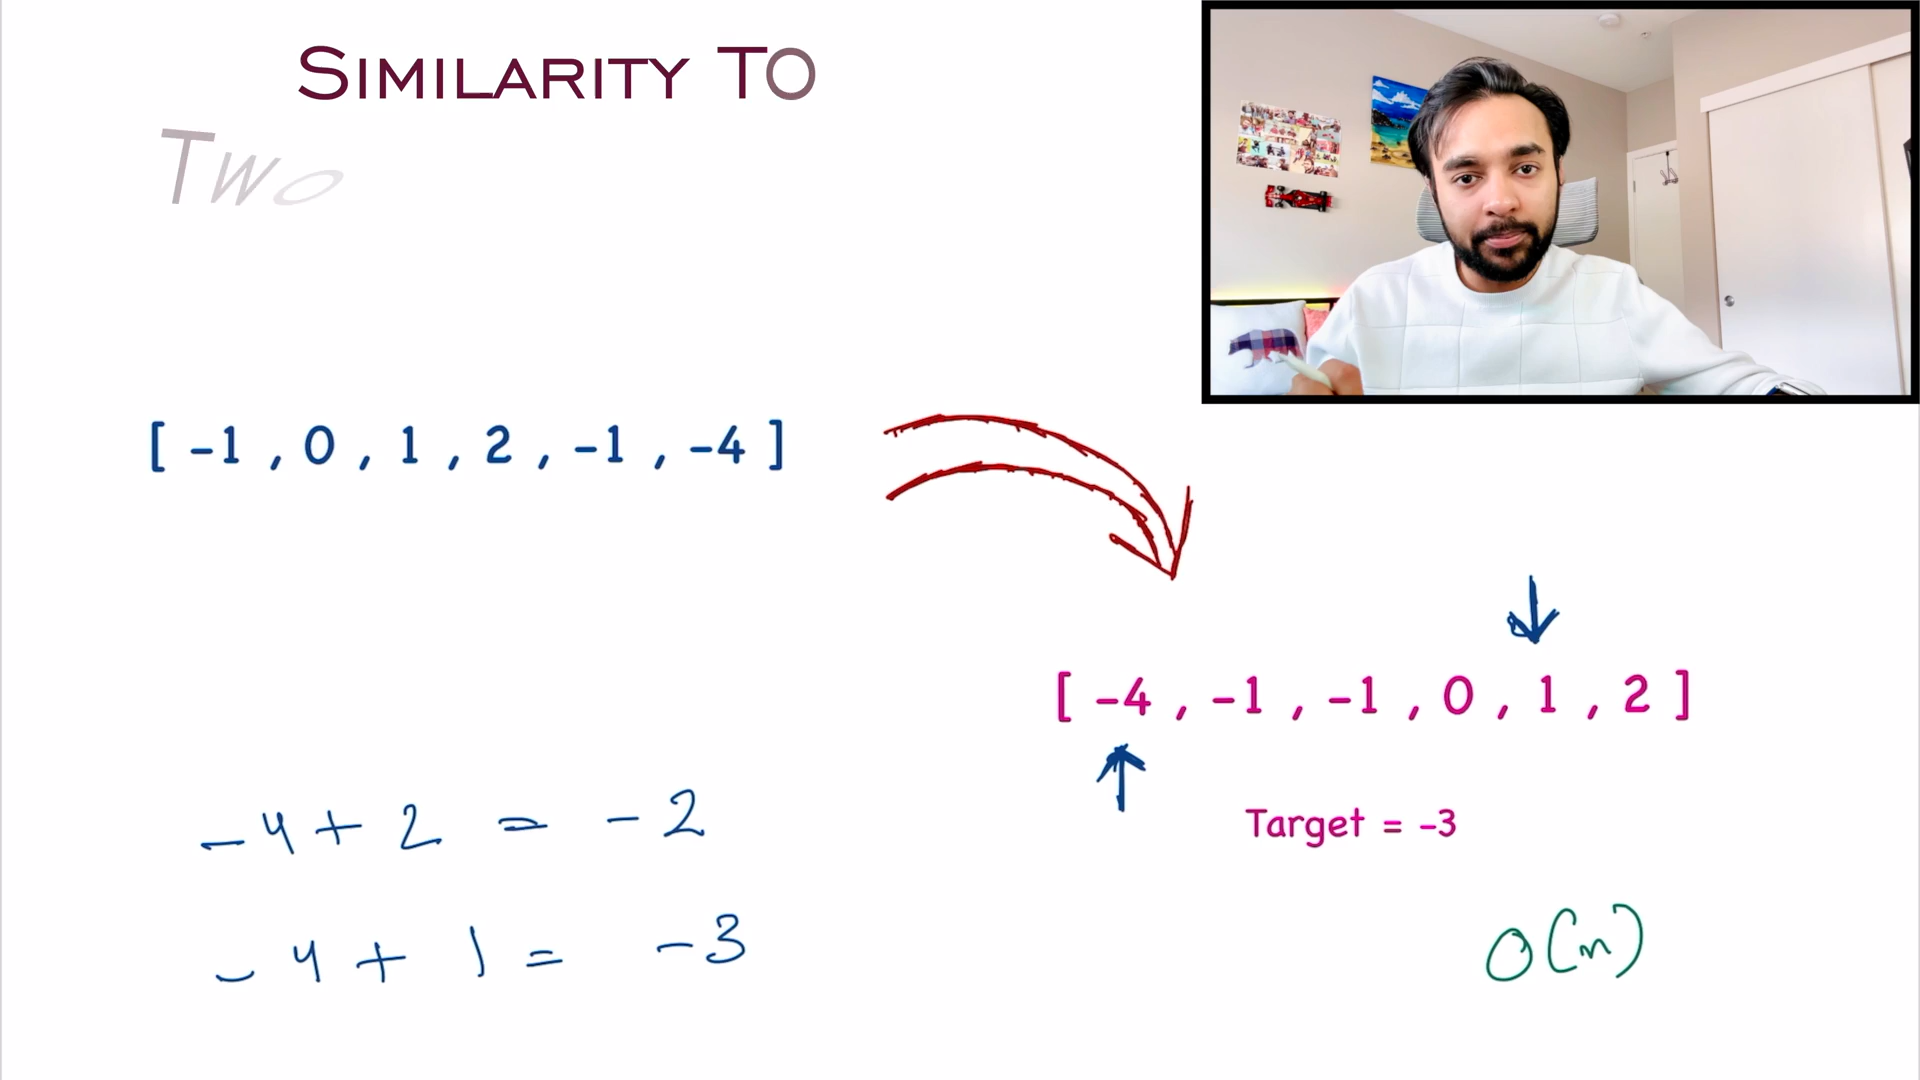 SIMILARITY TO
TWO
[ -1 , 0 , 1 , 2 , -1 , -4 ]
[ -4 , -1 , -1 , 0 , 1 , 2 ]
-4 + 2 = -2
Target = -3
-4 + 1 = -3
O(n)